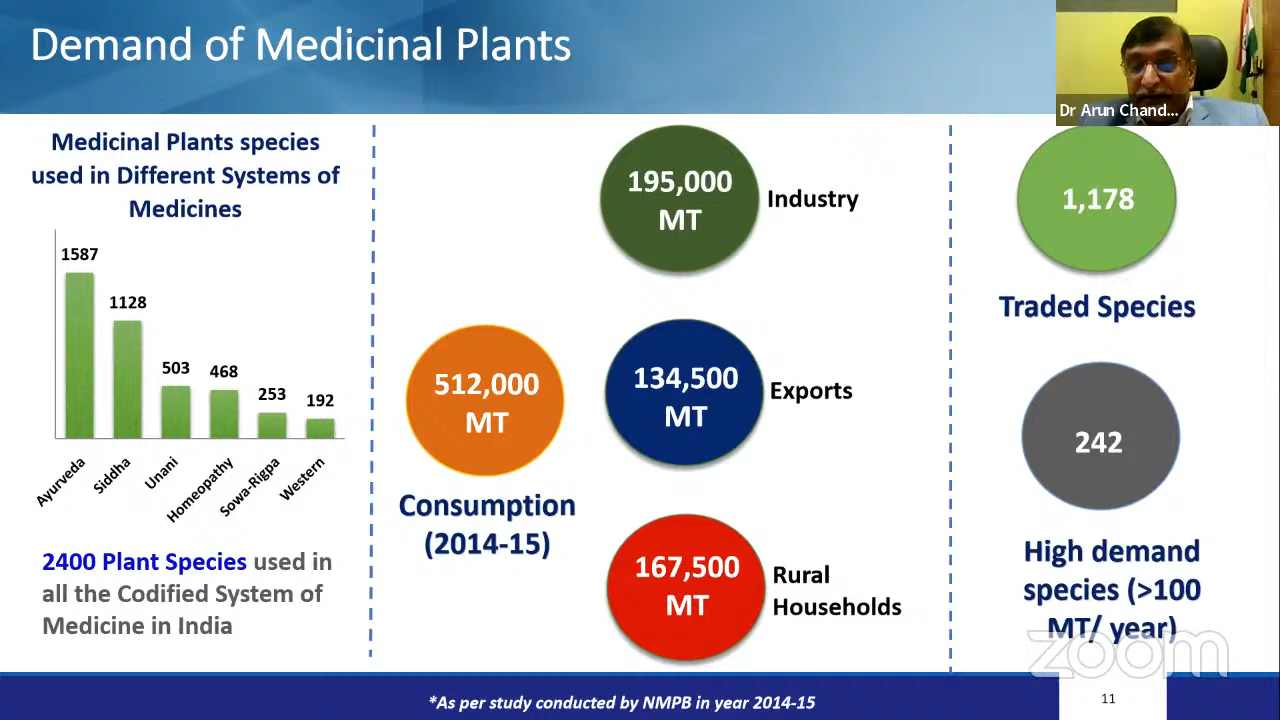 Demand of Medicinal Plants
Dr Arun Chand...
Medicinal Plants species
used in Different Systems of
Medicines
1587
1128
503
468
253
192
Ayurveda
Siddha
Unani
Homeopathy
Sowa-Rigpa
Western
2400 Plant Species used in
all the Codified System of
Medicine in India
512,000
MT
Consumption
(2014-15)
195,000
MT
Industry
134,500
MT
Exports
167,500
MT
Rural
Households
1,178
Traded Species
242
High demand
species (>100
MT/ year)
zoom
*As per study conducted by NMPB in year 2014-15
11